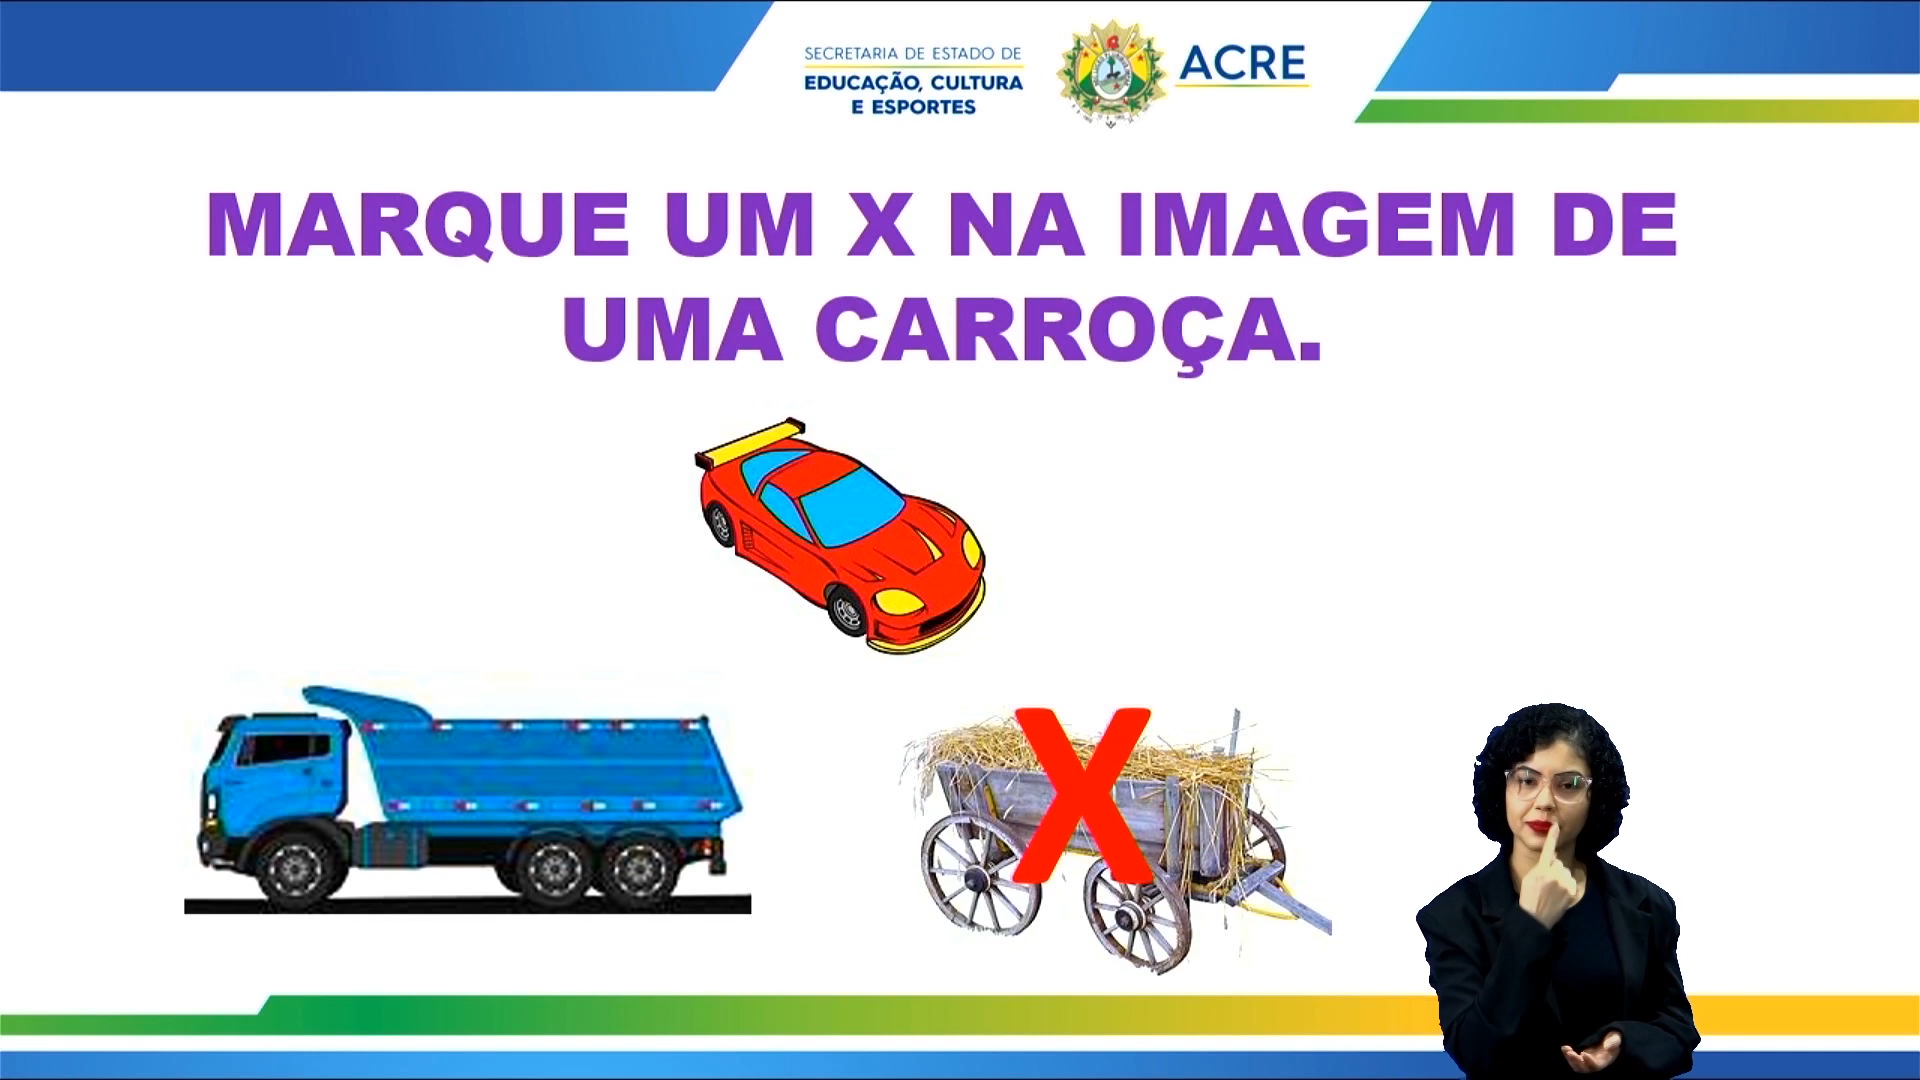 SECRETARIA DE ESTADO DE
EDUCAÇÃO, CULTURA
E ESPORTES
ACRE
MARQUE UM X NA IMAGEM DE
UMA CARROÇA.
X